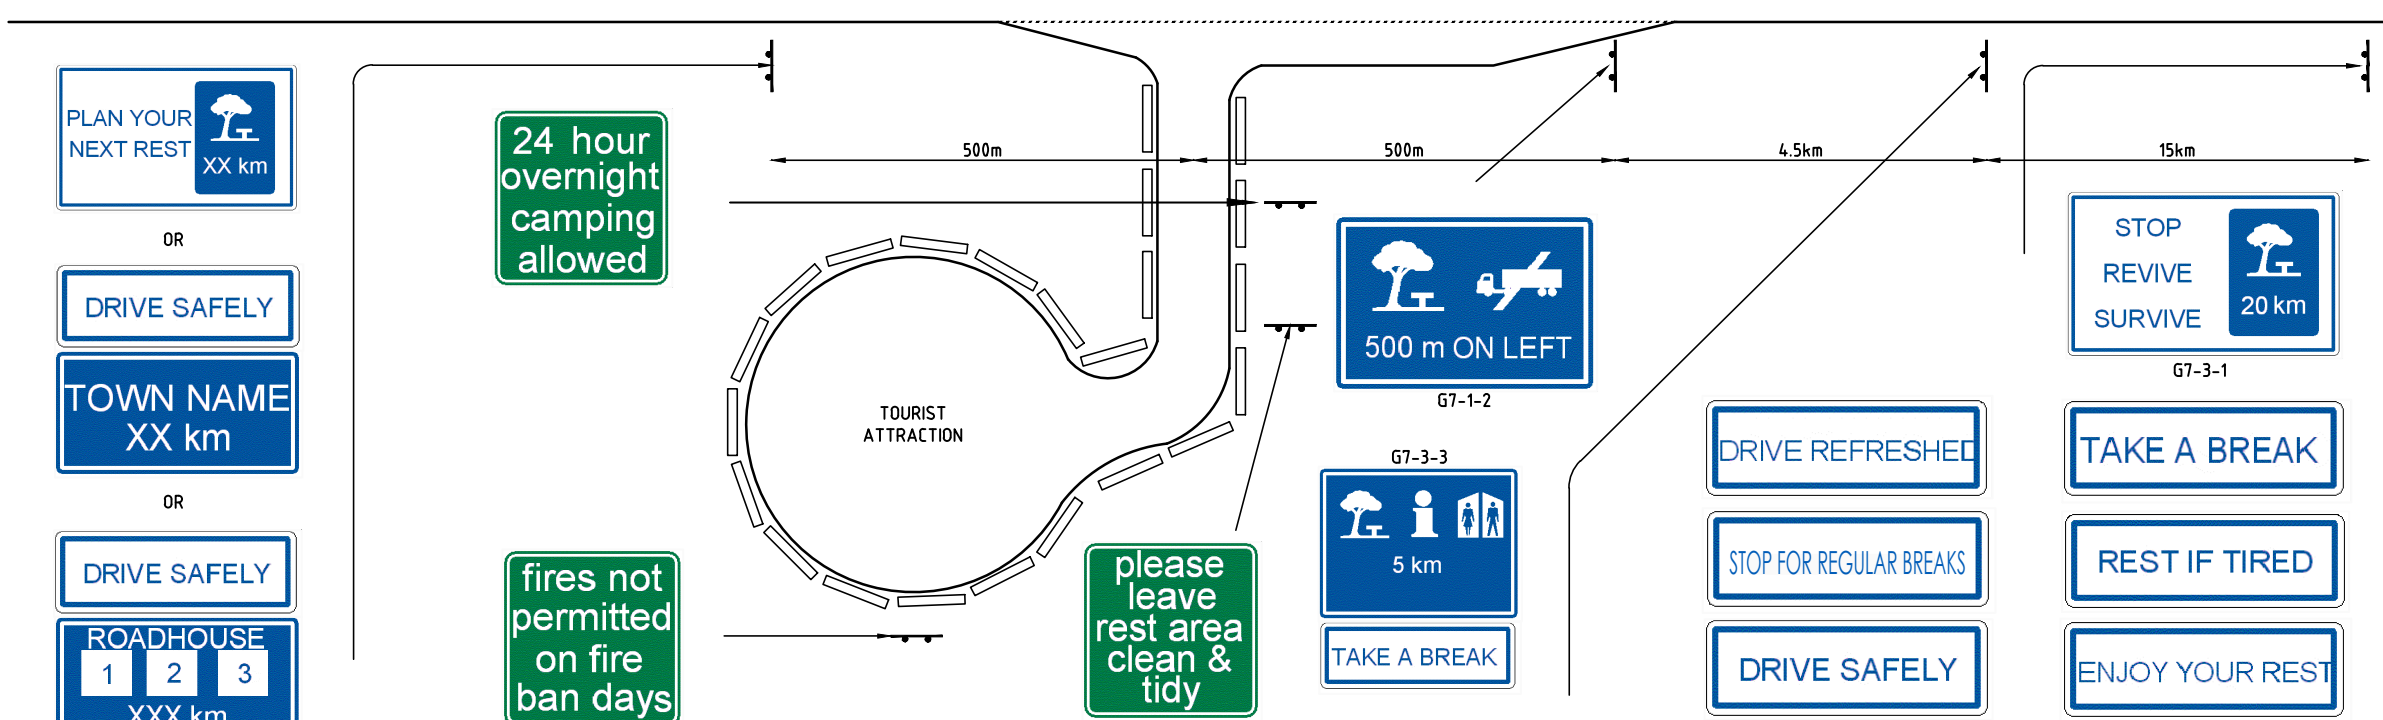 PLAN YOUR
NEXT REST
XX km
OR
DRIVE SAFELY
TOWN NAME
XX km
OR
DRIVE SAFELY
ROADHOUSE
1 2 3
XXX km
24 hour
overnight
camping
allowed
fires not
permitted
on fire
ban days
500m
500m
4.5km
15km
TOURIST
ATTRACTION
please
leave
rest area
clean &
tidy
500 m ON LEFT
G7-1-2
G7-3-3
5 km
TAKE A BREAK
DRIVE REFRESHED
STOP FOR REGULAR BREAKS
DRIVE SAFELY
STOP
REVIVE
SURVIVE
20 km
G7-3-1
TAKE A BREAK
REST IF TIRED
ENJOY YOUR REST